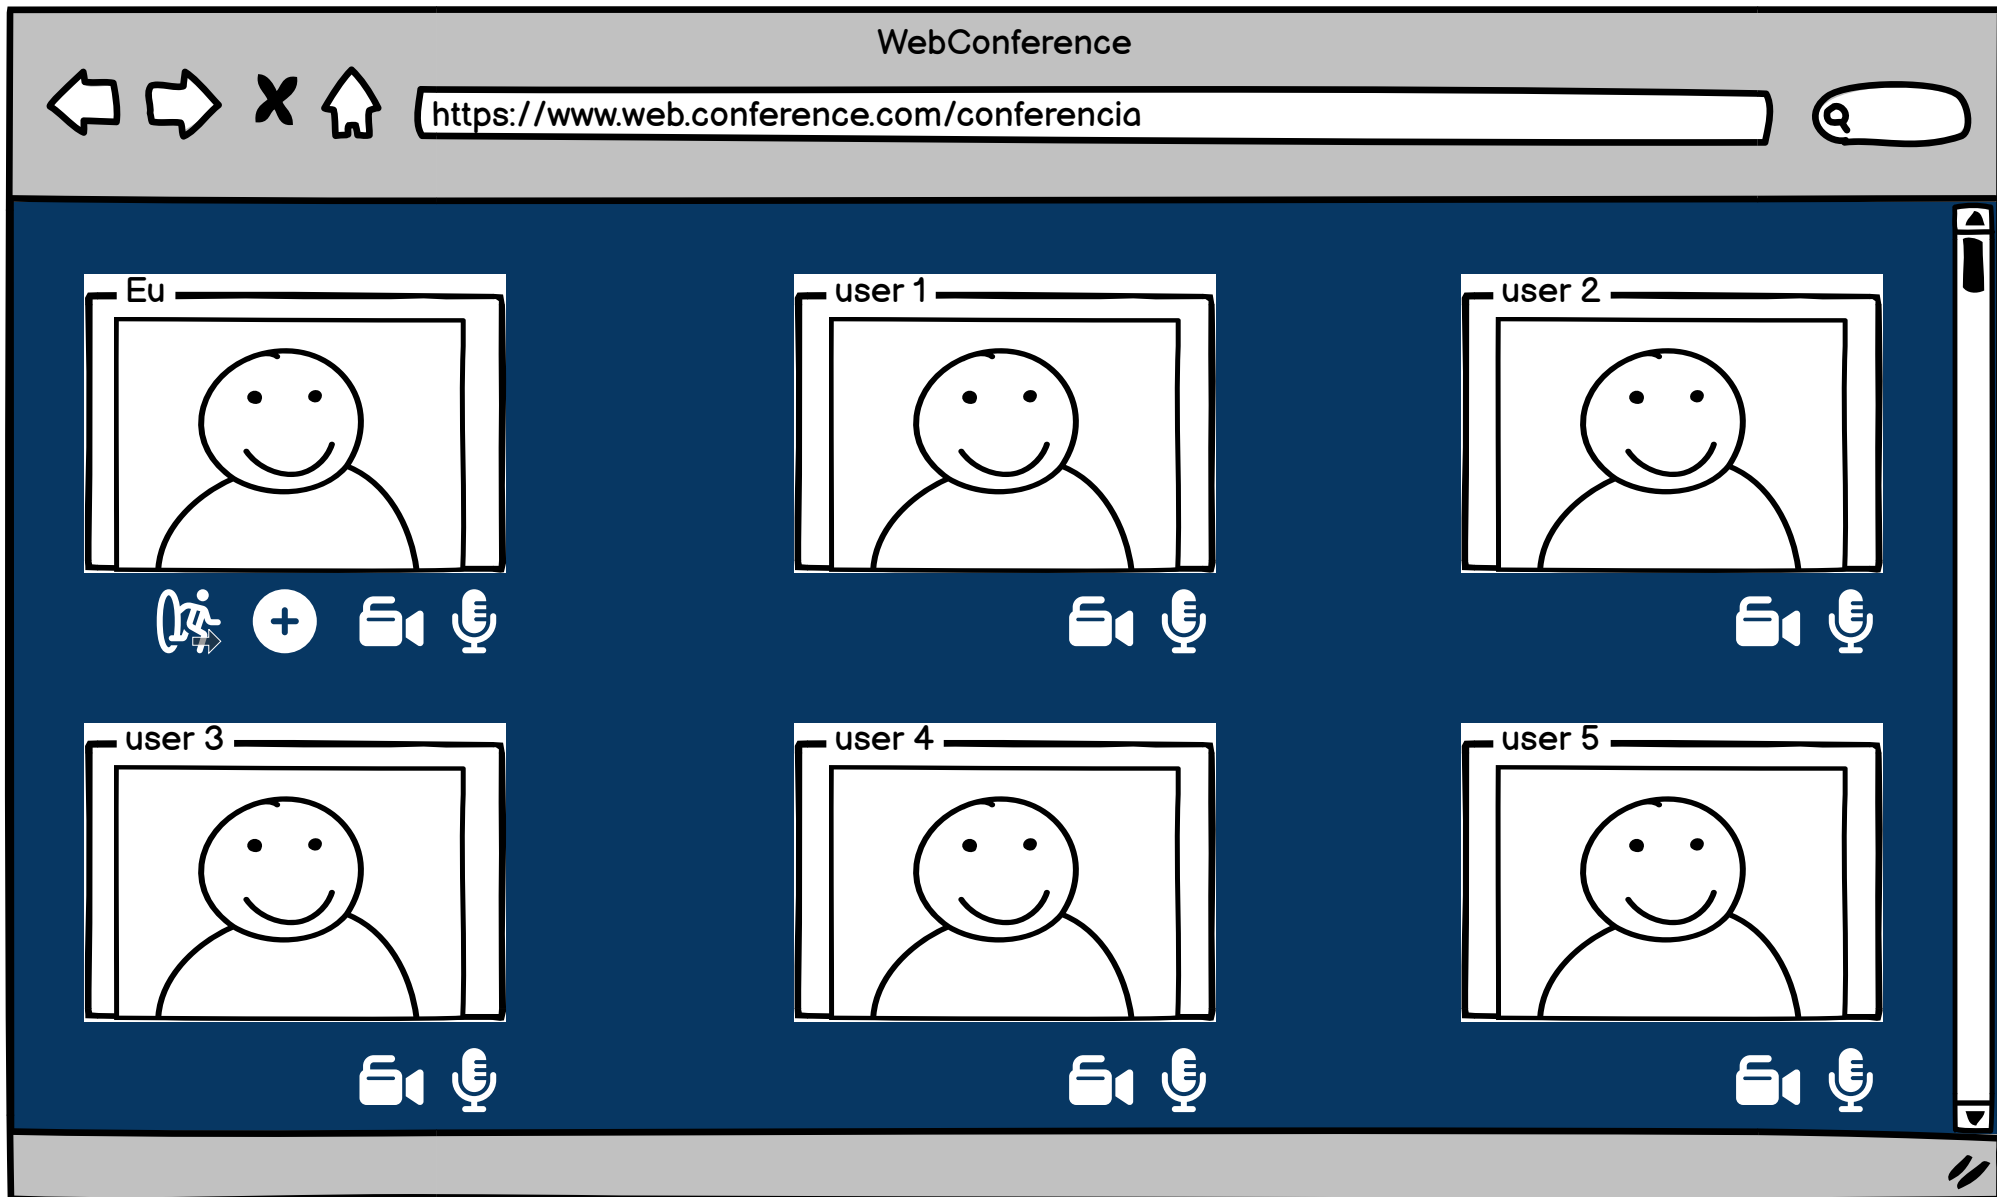 WebConference
https://www.web.conference.com/conferencia
Eu
user 1
user 2
user 3
user 4
user 5